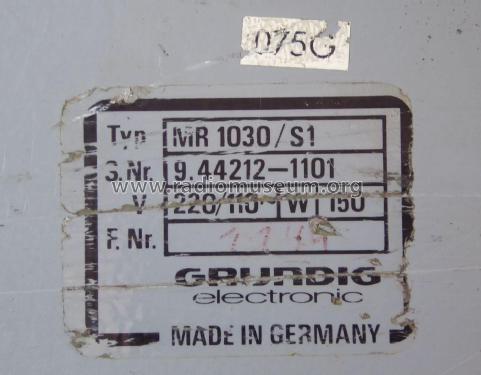 075G
Typ MR 1030/S1
S.Nr. 9.44212-1101
www.radiomuseum.org
V 220/110 W 150
F. Nr.
GRUNDIG
electronic
MADE IN GERMANY